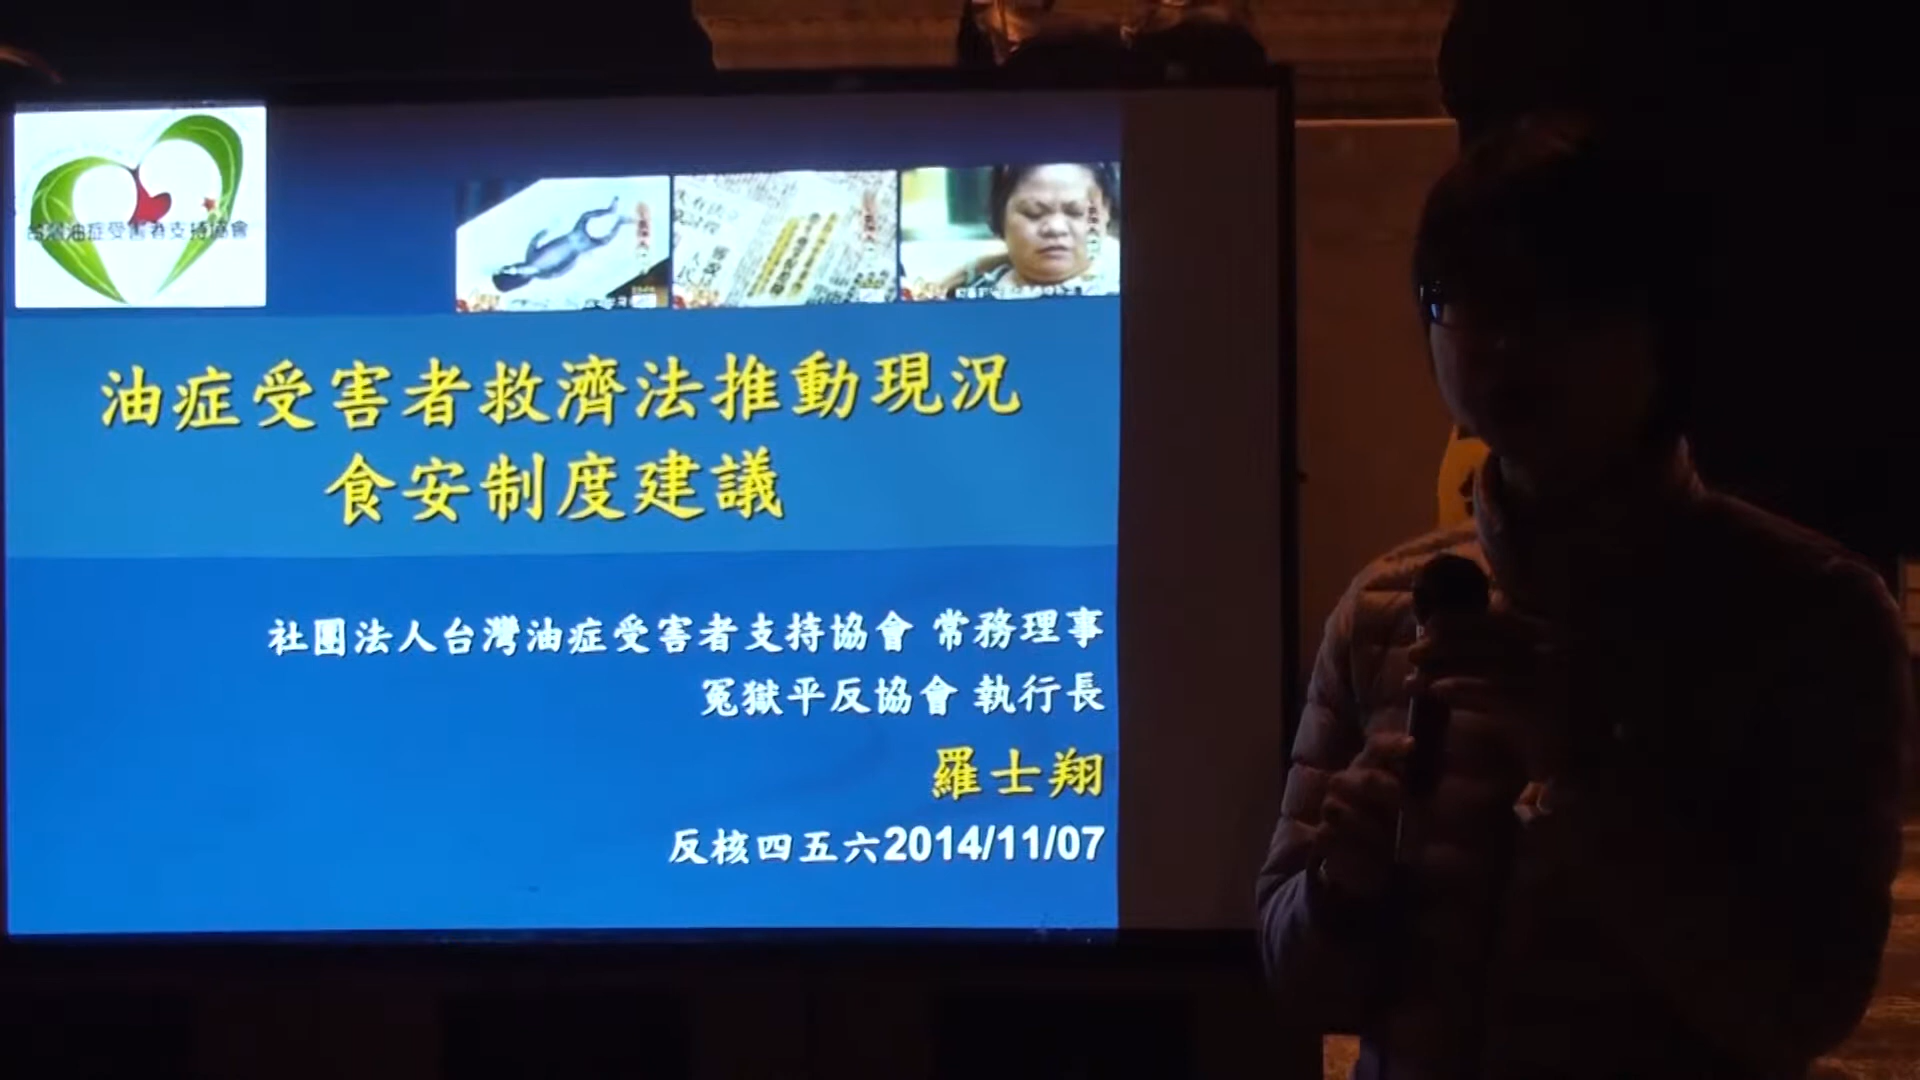 台灣油症受害者支持協會
油症受害者救濟法推動現況
食安制度建議
社團法人台灣油症受害者支持協會 常務理事
冤獄平反協會 執行長
羅士翔
反核四五六2014/11/07